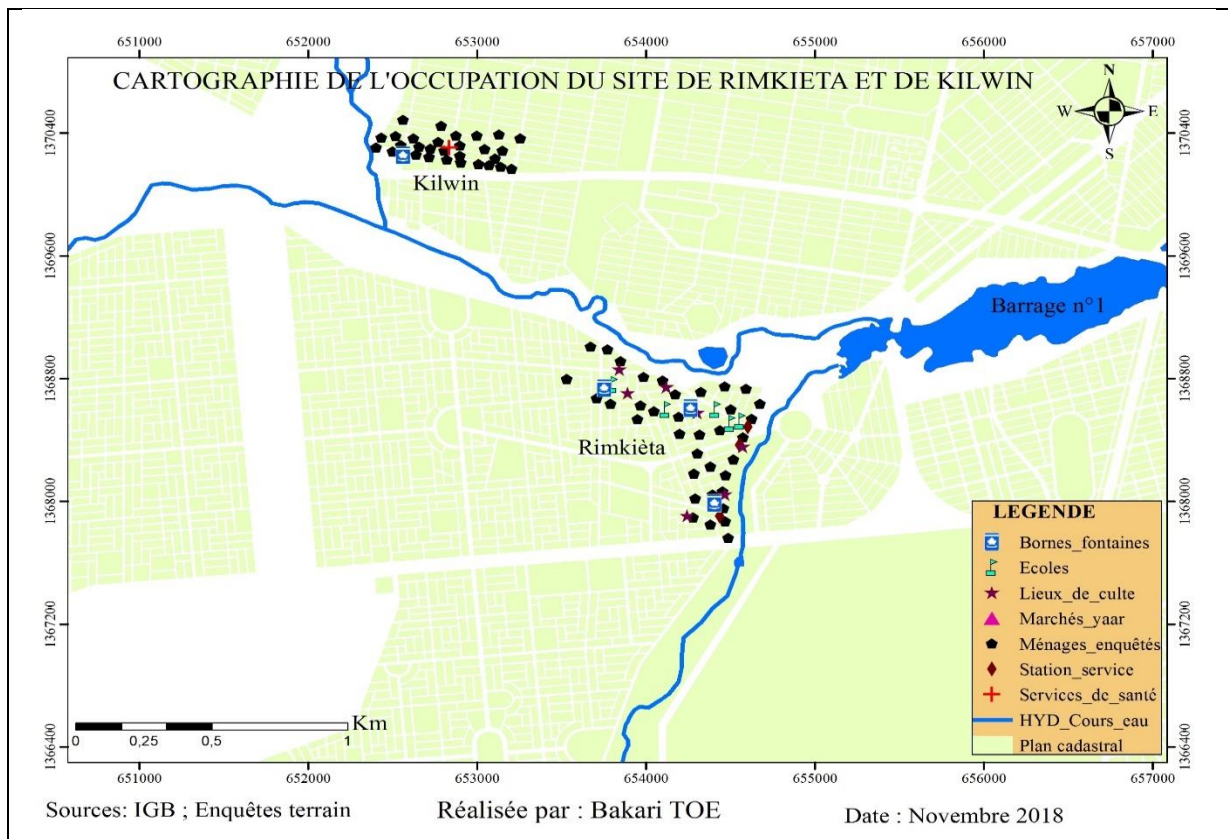 651000 652000 653000 654000 655000 656000 657000
CARTOGRAPHIE DE L'OCCUPATION DU SITE DE RIMKIETA ET DE KILWIN
N
W E
S
1370400 1370400
Kilwin
1369600 1369600
Barrage n°1
1368800 1368800
Rimkièta
1368000 1368000
LEGENDE
Bornes_fontaines
Ecoles
Lieux_de_culte
Marchés_yaar
Ménages_enquêtés
Station_service
Services_de_santé
HYD_Cours_eau
Plan cadastral
1367200 1367200
Km
0 0,25 0,5 1
1366400 1366400
651000 652000 653000 654000 655000 656000 657000
Sources: IGB ; Enquêtes terrain Réalisée par : Bakari TOE Date : Novembre 2018